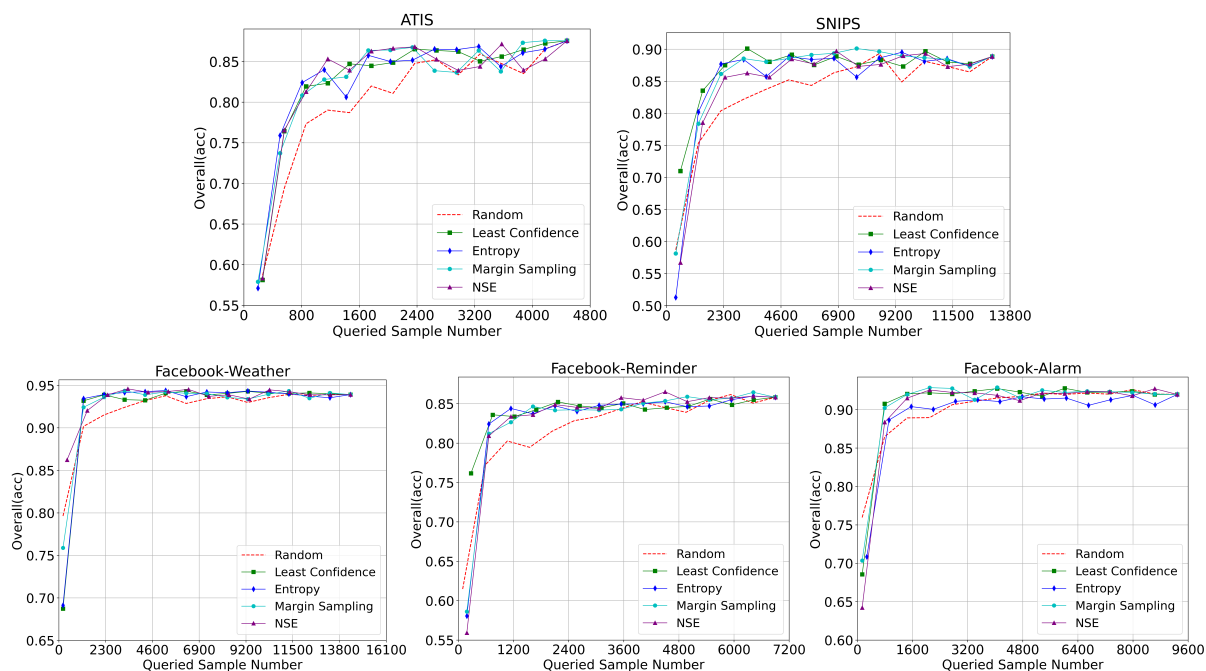 ATIS
Overall(acc)
0.85
0.80
0.75
0.70
0.65
0.60
0.55
0 800 1600 2400 3200 4000 4800
Queried Sample Number
Random
Least Confidence
Entropy
Margin Sampling
NSE
SNIPS
Overall(acc)
0.90
0.85
0.80
0.75
0.70
0.65
0.60
0.55
0.50
0 2300 4600 6900 9200 11500 13800
Queried Sample Number
Random
Least Confidence
Entropy
Margin Sampling
NSE
Facebook-Weather
Overall(acc)
0.95
0.90
0.85
0.80
0.75
0.70
0.65
0 2300 4600 6900 9200 11500 13800 16100
Queried Sample Number
Random
Least Confidence
Entropy
Margin Sampling
NSE
Facebook-Reminder
Overall(acc)
0.85
0.80
0.75
0.70
0.65
0.60
0.55
0 1200 2400 3600 4800 6000 7200
Queried Sample Number
Random
Least Confidence
Entropy
Margin Sampling
NSE
Facebook-Alarm
Overall(acc)
0.90
0.85
0.80
0.75
0.70
0.65
0.60
0 1600 3200 4800 6400 8000 9600
Queried Sample Number
Random
Least Confidence
Entropy
Margin Sampling
NSE